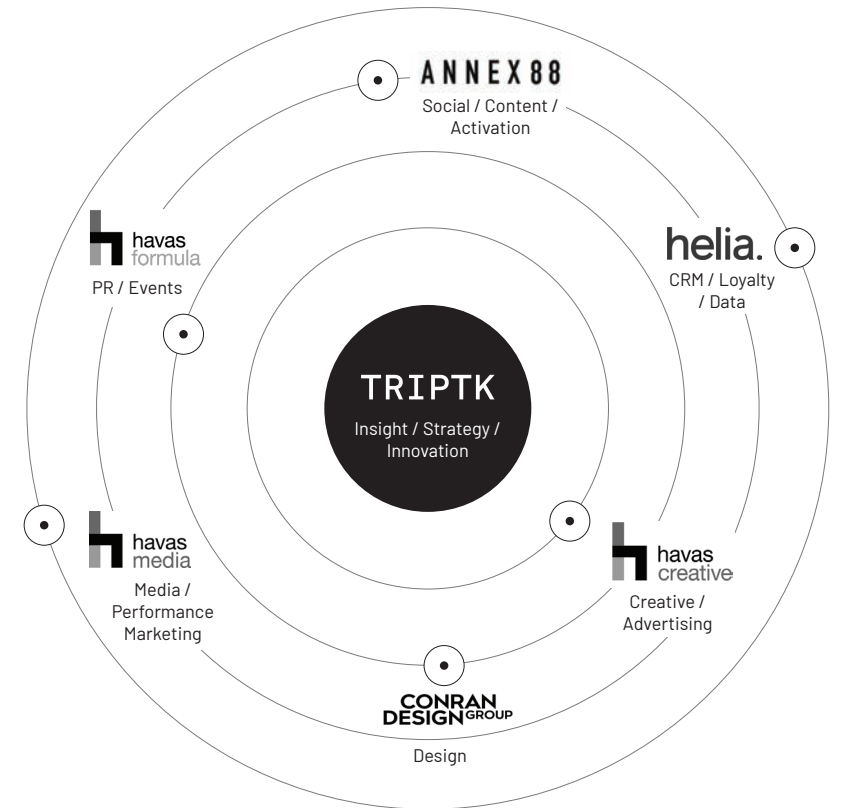 ANNEX88
Social / Content /
Activation
havas
formula
PR / Events
helia.
CRM / Loyalty
/ Data
TRIPTK
Insight / Strategy /
Innovation
havas
media
Media /
Performance
Marketing
havas
creative
Creative /
Advertising
CONRAN
DESIGN GROUP
Design